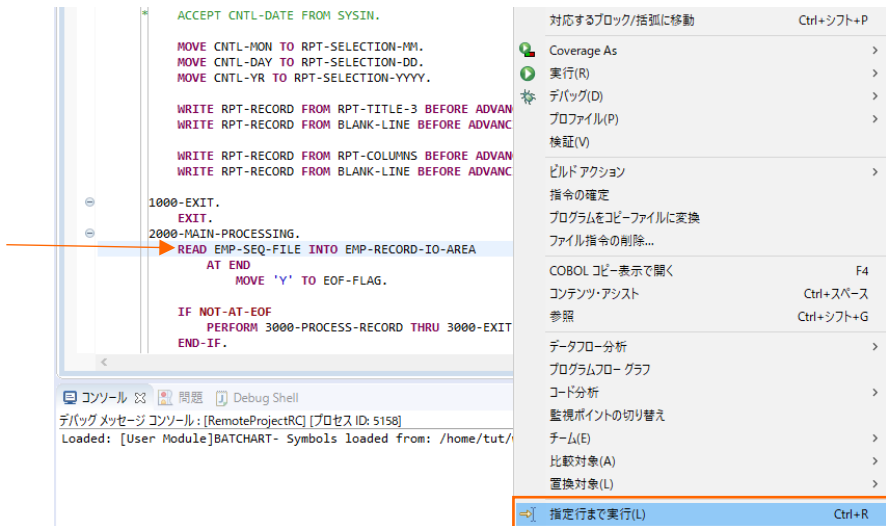 * ACCEPT CNTL-DATE FROM SYSIN.
MOVE CNTL-MON TO RPT-SELECTION-MM.
MOVE CNTL-DAY TO RPT-SELECTION-DD.
MOVE CNTL-YR TO RPT-SELECTION-YYYY.
WRITE RPT-RECORD FROM RPT-TITLE-3 BEFORE ADVAN
WRITE RPT-RECORD FROM BLANK-LINE BEFORE ADVANC
WRITE RPT-RECORD FROM RPT-COLUMNS BEFORE ADVAN
WRITE RPT-RECORD FROM BLANK-LINE BEFORE ADVANC
1000-EXIT.
EXIT.
2000-MAIN-PROCESSING.
READ EMP-SEQ-FILE INTO EMP-RECORD-IO-AREA
AT END
MOVE 'Y' TO EOF-FLAG.
IF NOT-AT-EOF
PERFORM 3000-PROCESS-RECORD THRU 3000-EXIT
END-IF.
コンソール 問題 Debug Shell
デバッグ メッセージ コンソール : [RemoteProjectRC] [プロセス ID: 5158]
Loaded: [User Module]BATCHART- Symbols loaded from: /home/tut/
対応するブロック/括弧に移動 Ctrl+シフト+P
Coverage As
実行(R)
デバッグ(D)
プロファイル(P)
検証(V)
ビルド アクション
指令の確定
プログラムをコピーファイルに変換
ファイル指令の削除...
COBOL コピー表示で開く F4
コンテンツ・アシスト Ctrl+スペース
参照 Ctrl+シフト+G
データフロー分析
プログラムフロー グラフ
コード分析
監視ポイントの切り替え
チーム(E)
比較対象(A)
置換対象(L)
指定行まで実行(L) Ctrl+R